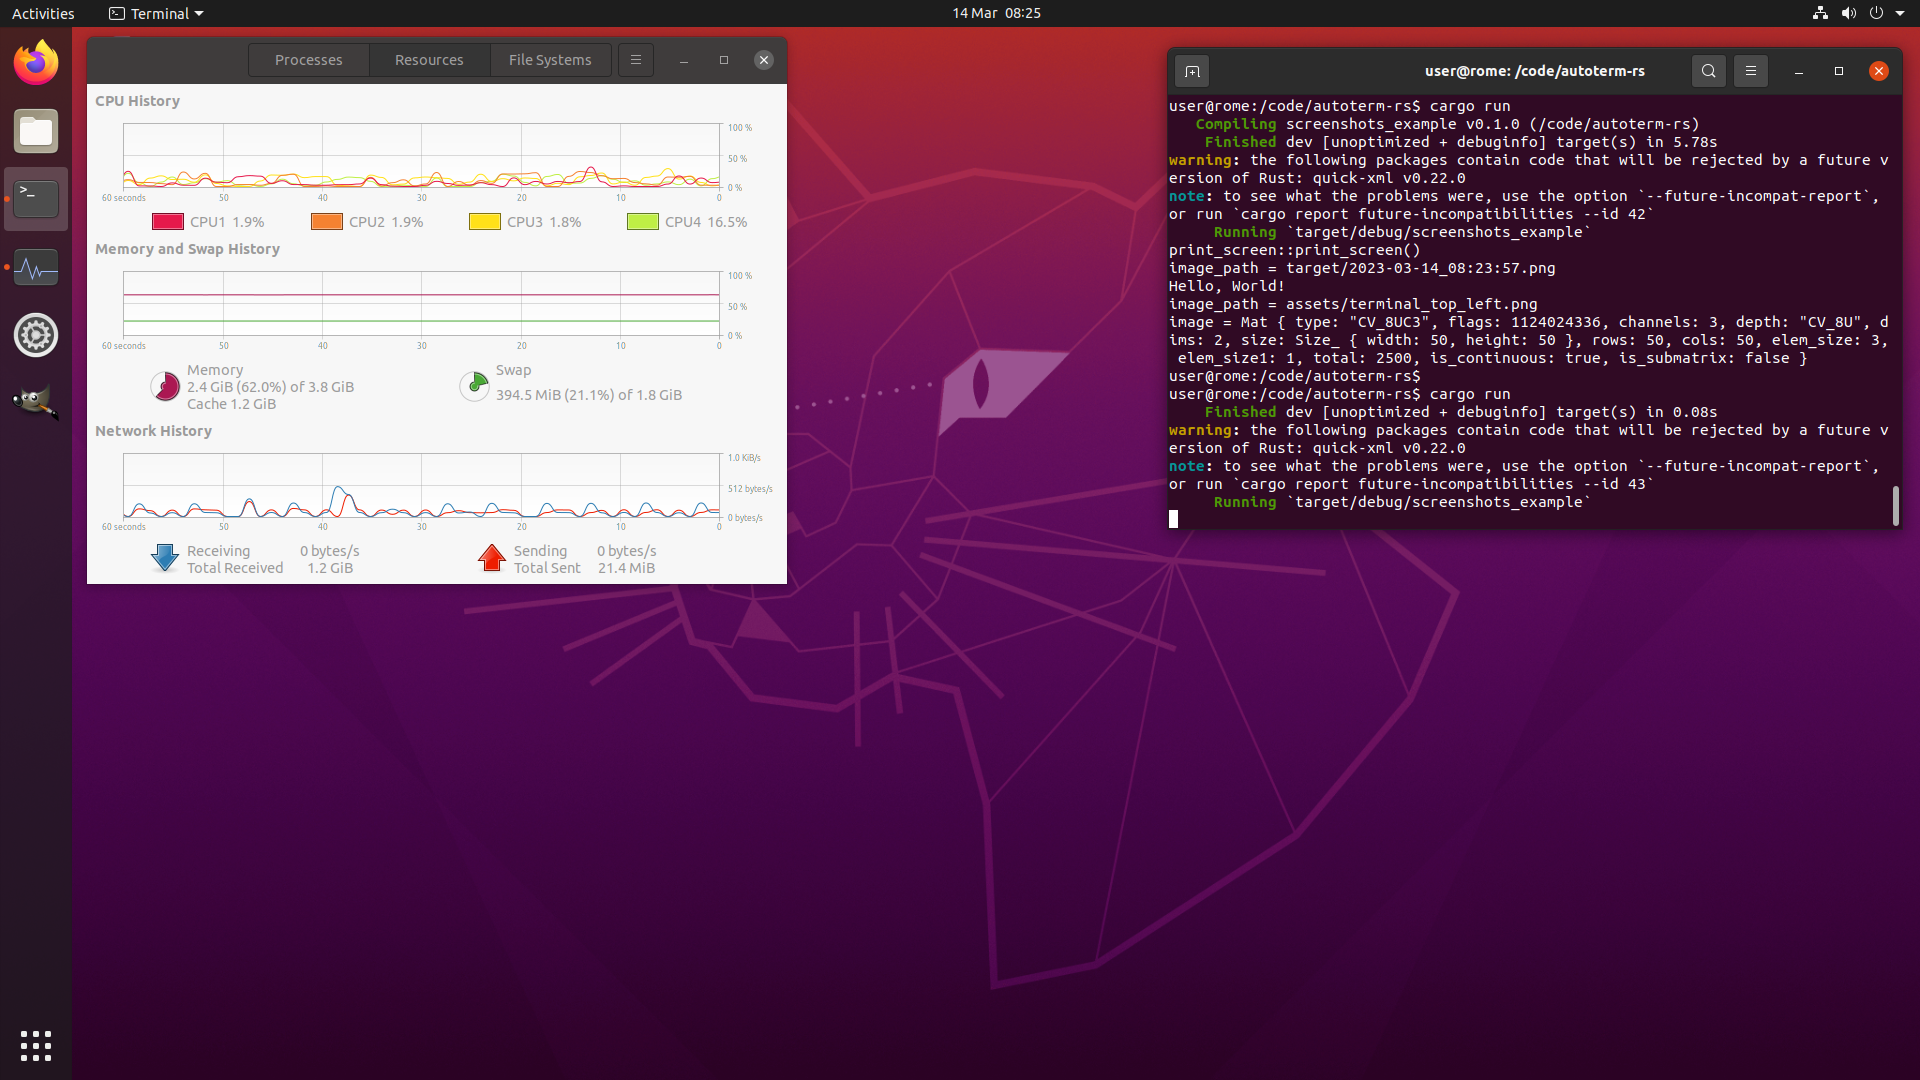 Activities
Terminal
14 Mar 08:25
Processes
Resources
File Systems
CPU History
100 %
50 %
0 %
60 seconds 50 40 30 20 10 0
CPU1 1.9%
CPU2 1.9%
CPU3 1.8%
CPU4 16.5%
Memory and Swap History
100 %
50 %
0 %
60 seconds 50 40 30 20 10 0
Memory
2.4 GiB (62.0%) of 3.8 GiB
Cache 1.2 GiB
Swap
394.5 MiB (21.1%) of 1.8 GiB
Network History
1.0 KiB/s
512 bytes/s
0 bytes/s
60 seconds 50 40 30 20 10 0
Receiving 0 bytes/s
Total Received 1.2 GiB
Sending 0 bytes/s
Total Sent 21.4 MiB
user@rome: /code/autoterm-rs
user@rome:/code/autoterm-rs$ cargo run
Compiling screenshots_example v0.1.0 (/code/autoterm-rs)
Finished dev [unoptimized + debuginfo] target(s) in 5.78s
warning: the following packages contain code that will be rejected by a future v
ersion of Rust: quick-xml v0.22.0
note: to see what the problems were, use the option `--future-incompat-report`,
or run `cargo report future-incompatibilities --id 42`
Running `target/debug/screenshots_example`
print_screen::print_screen()
image_path = target/2023-03-14_08:23:57.png
Hello, World!
image_path = assets/terminal_top_left.png
image = Mat { type: "CV_8UC3", flags: 1124024336, channels: 3, depth: "CV_8U", d
ims: 2, size: Size_ { width: 50, height: 50 }, rows: 50, cols: 50, elem_size: 3,
elem_size1: 1, total: 2500, is_continuous: true, is_submatrix: false }
user@rome:/code/autoterm-rs$
user@rome:/code/autoterm-rs$ cargo run
Finished dev [unoptimized + debuginfo] target(s) in 0.08s
warning: the following packages contain code that will be rejected by a future v
ersion of Rust: quick-xml v0.22.0
note: to see what the problems were, use the option `--future-incompat-report`,
or run `cargo report future-incompatibilities --id 43`
Running `target/debug/screenshots_example`